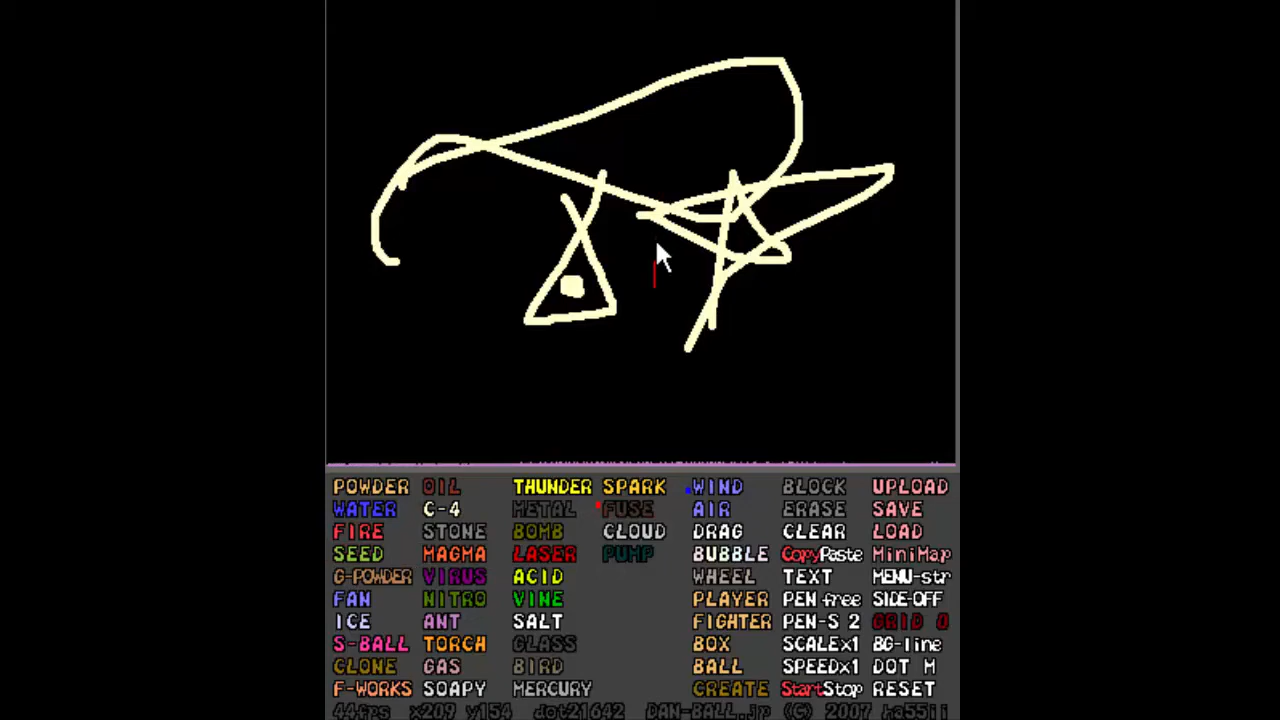 POWDER OIL THUNDER SPARK WIND BLOCK UPLOAD
WATER C-4 METAL FUSE AIR ERASE SAVE
FIRE STONE BOMB CLOUD DRAG CLEAR LOAD
SEED MAGMA LASER PUMP BUBBLE CopyPaste MiniMap
G-POWDER VIRUS ACID WHEEL TEXT MENU-str
FAN NITRO VINE PLAYER PEN free SIDE-OFF
ICE ANT SALT FIGHTER PEN-S 2 GRID 0
S-BALL TORCH GLASS BOX SCALEx1 BG-line
CLONE GAS BIRD BALL SPEEDx1 DOT M
F-WORKS SOAPY MERCURY CREATE StartStop RESET
44fps x209 y154 dot21642 DAN-BALL.jp (C) 2007 ha55ii